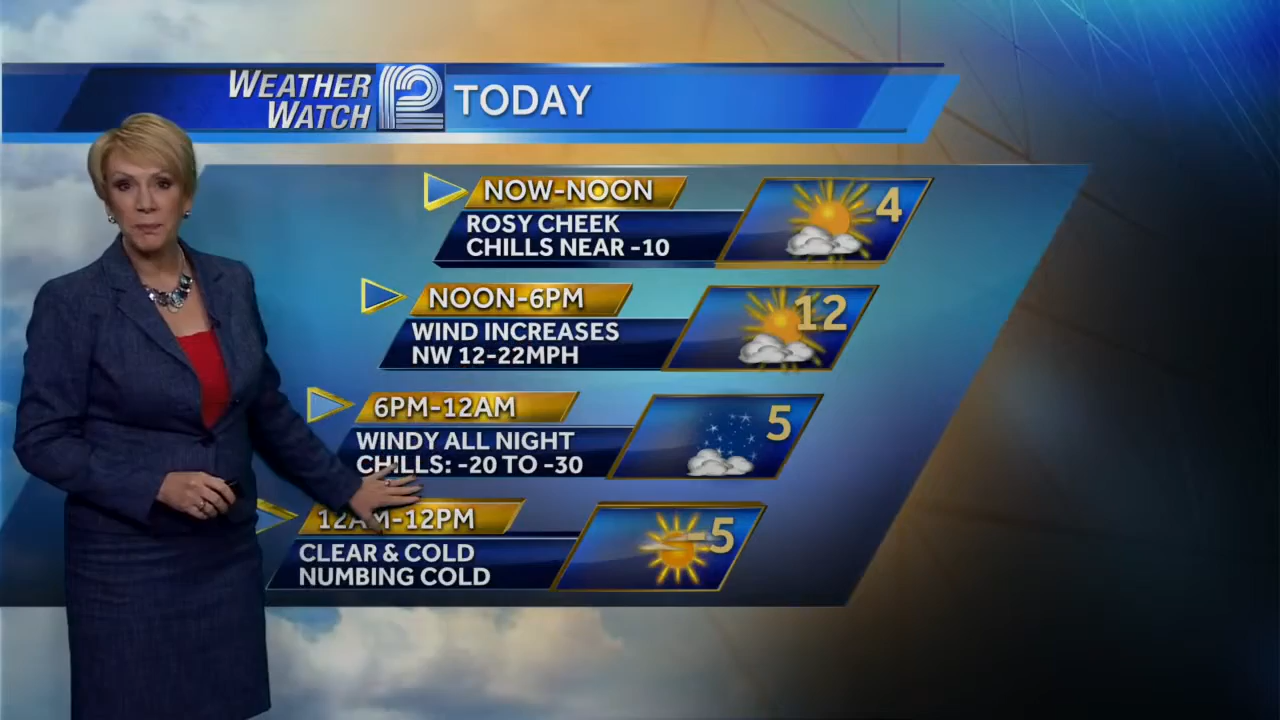 WEATHER
WATCH 12 TODAY
NOW-NOON
ROSY CHEEK
CHILLS NEAR -10
4
NOON-6PM
WIND INCREASES
NW 12-22MPH
12
6PM-12AM
WINDY ALL NIGHT
CHILLS: -20 TO -30
5
12AM-12PM
CLEAR & COLD
NUMBING COLD
-5